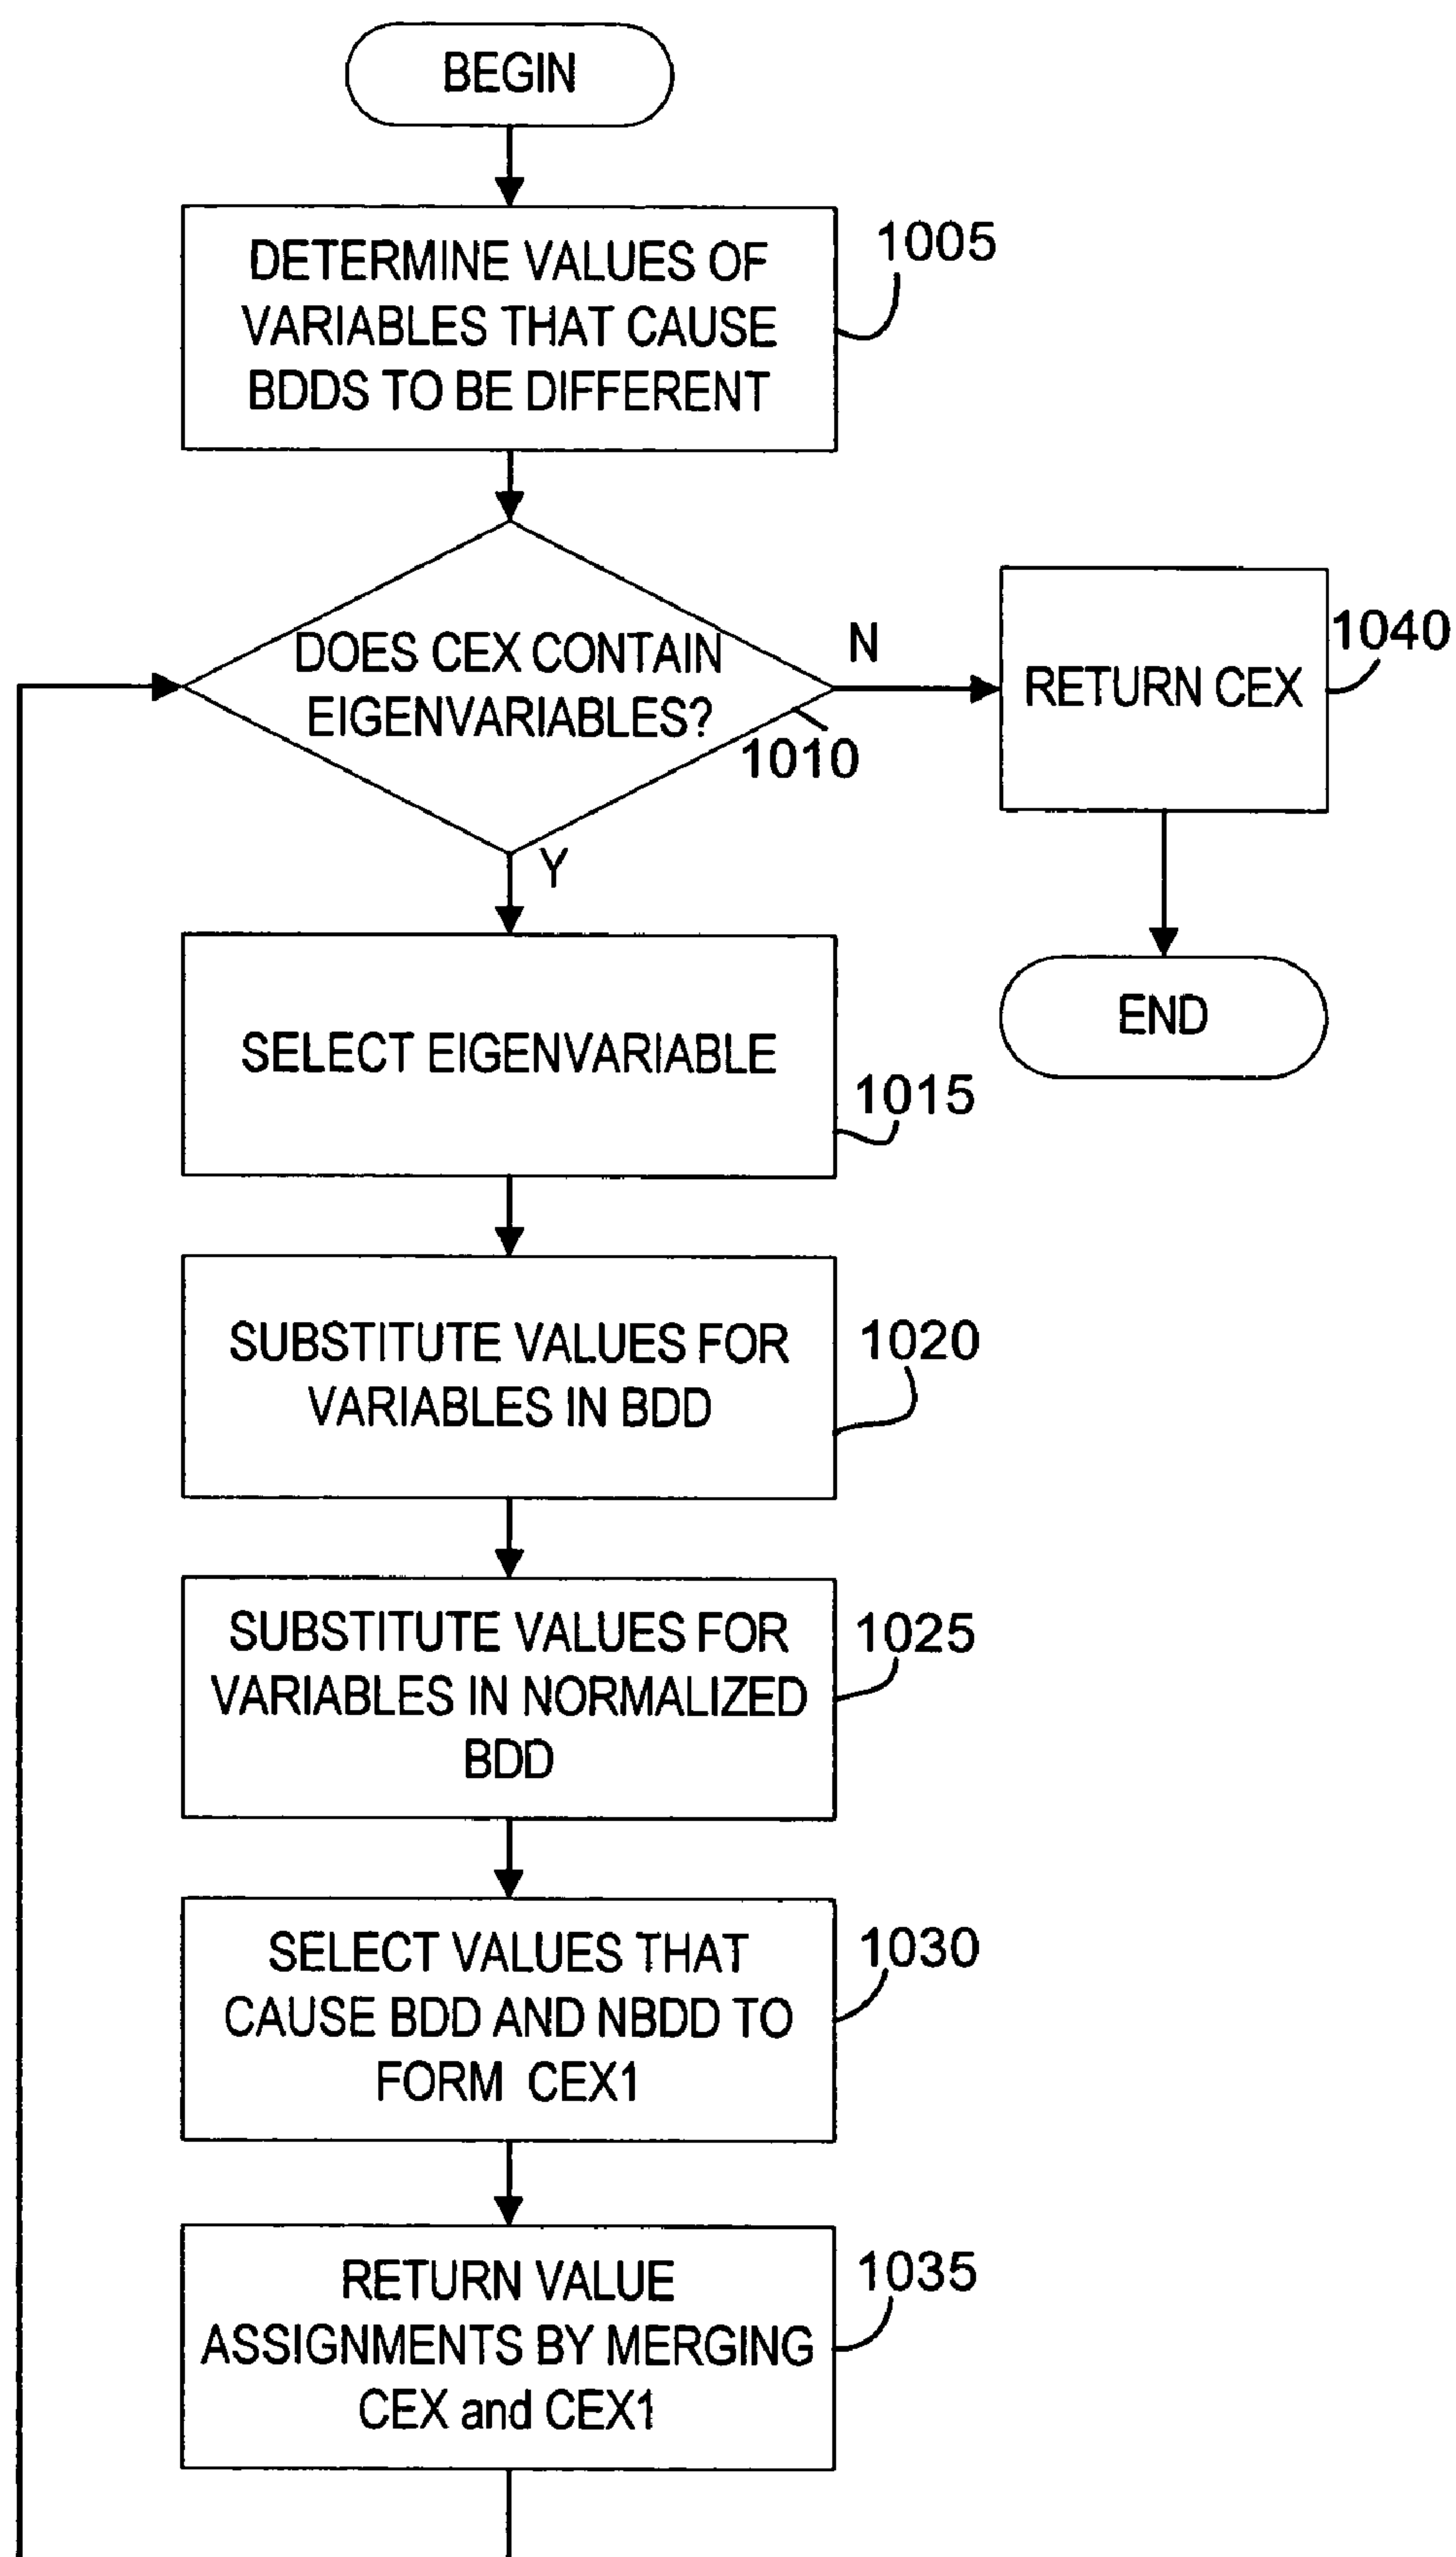 BEGIN
DETERMINE VALUES OF
VARIABLES THAT CAUSE
BDDS TO BE DIFFERENT
1005
DOES CEX CONTAIN
EIGENVARIABLES?
1010
N
RETURN CEX
1040
END
Y
SELECT EIGENVARIABLE
1015
SUBSTITUTE VALUES FOR
VARIABLES IN BDD
1020
SUBSTITUTE VALUES FOR
VARIABLES IN NORMALIZED
BDD
1025
SELECT VALUES THAT
CAUSE BDD AND NBDD TO
FORM CEX1
1030
RETURN VALUE
ASSIGNMENTS BY MERGING
CEX and CEX1
1035